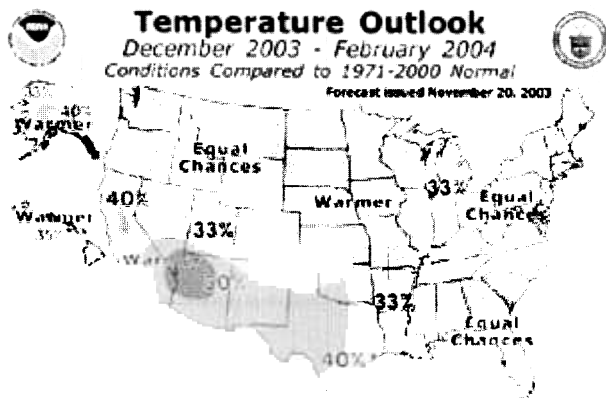 Temperature Outlook
December 2003 - February 2004
Conditions Compared to 1971-2000 Normal
Forecast issued November 20, 2003
33%
40%
Warmer
Equal
Chances
40%
33%
Warmer
33%
Equal
Chances
Warmer
33%
Equal
Chances
40%